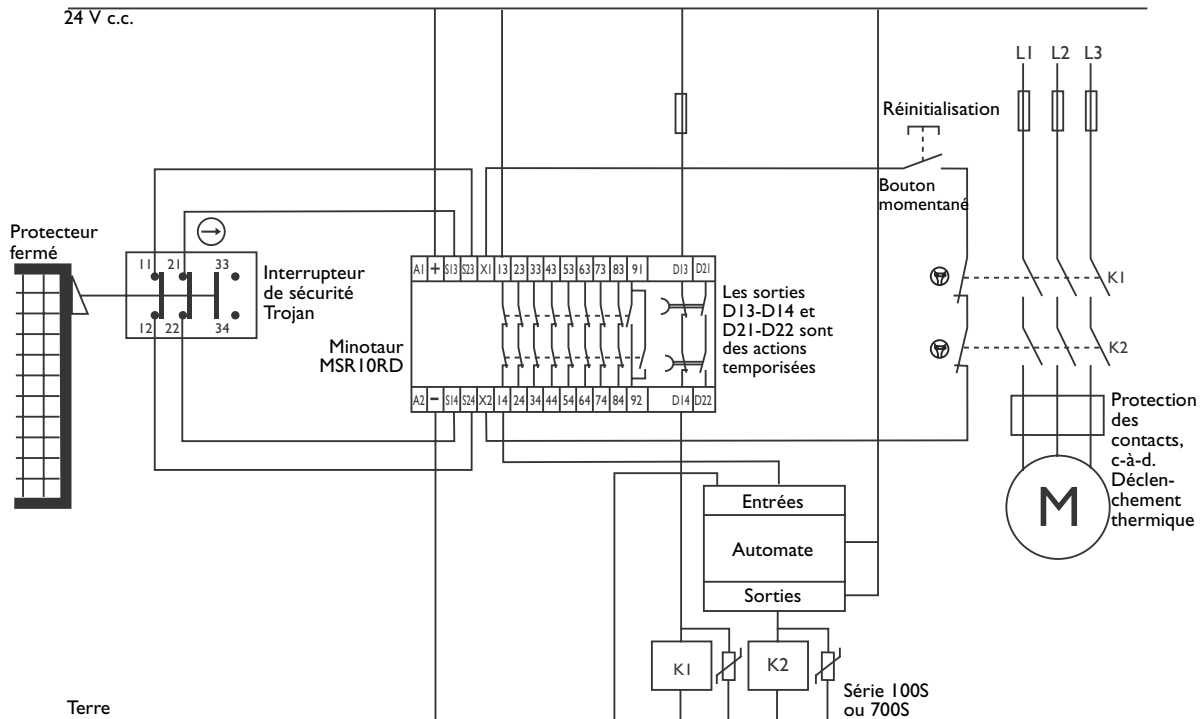 24 V c.c.
L1 L2 L3
Réinitialisation
Bouton
momentané
Protecteur
fermé
11 21 33
12 22 34
Interrupteur
de sécurité
Trojan
A1 + S13 S23 X1 13 23 33 43 53 63 73 83 91 D13 D21
Minotaur
MSR10RD
A2 – S14 S24 X2 14 24 34 44 54 64 74 84 92 D14 D22
Les sorties
D13-D14 et
D21-D22 sont
des actions
temporisées
K1
K2
Protection
des
contacts,
c-à-d.
Déclen-
chement
thermique
M
Entrées
Automate
Sorties
K1
K2
Série 100S
ou 700S
Terre